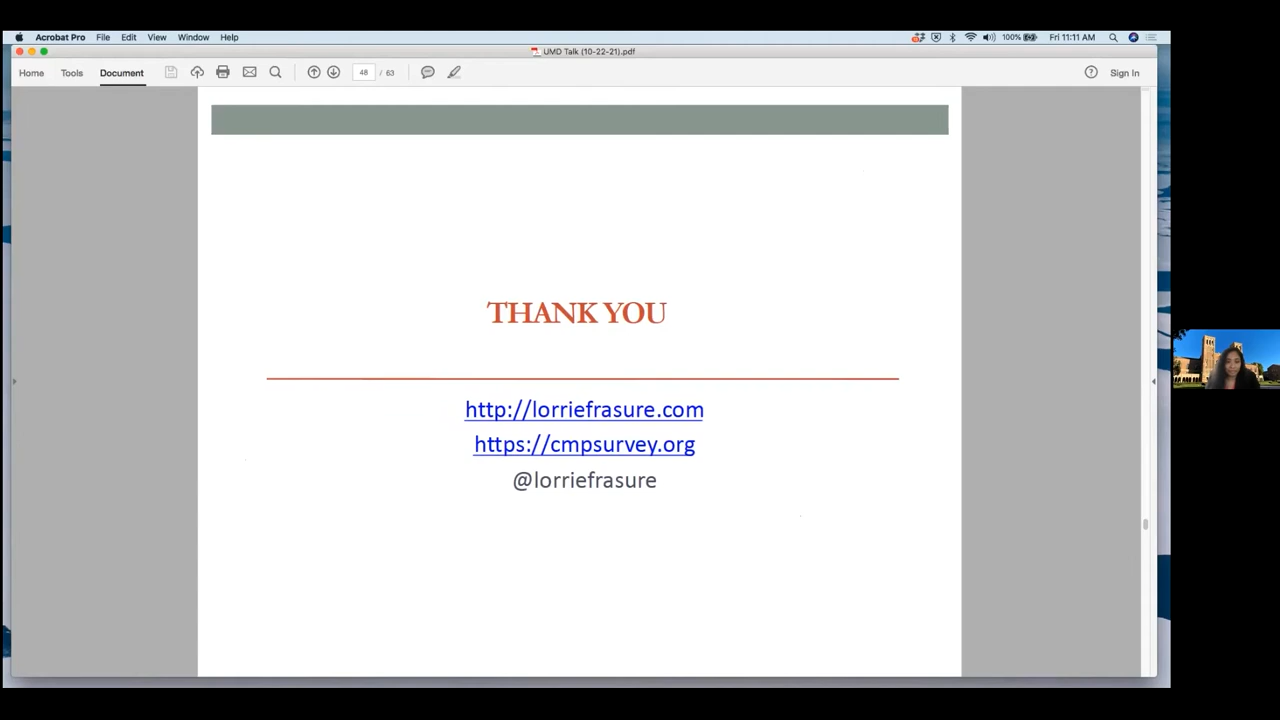 Acrobat Pro File Edit View Window Help 100% Fri 11:11 AM
UMD Talk (10-22-21).pdf
Home Tools Document 48 / 63 Sign In
THANK YOU
http://lorriefrasure.com
https://cmpsurvey.org
@lorriefrasure